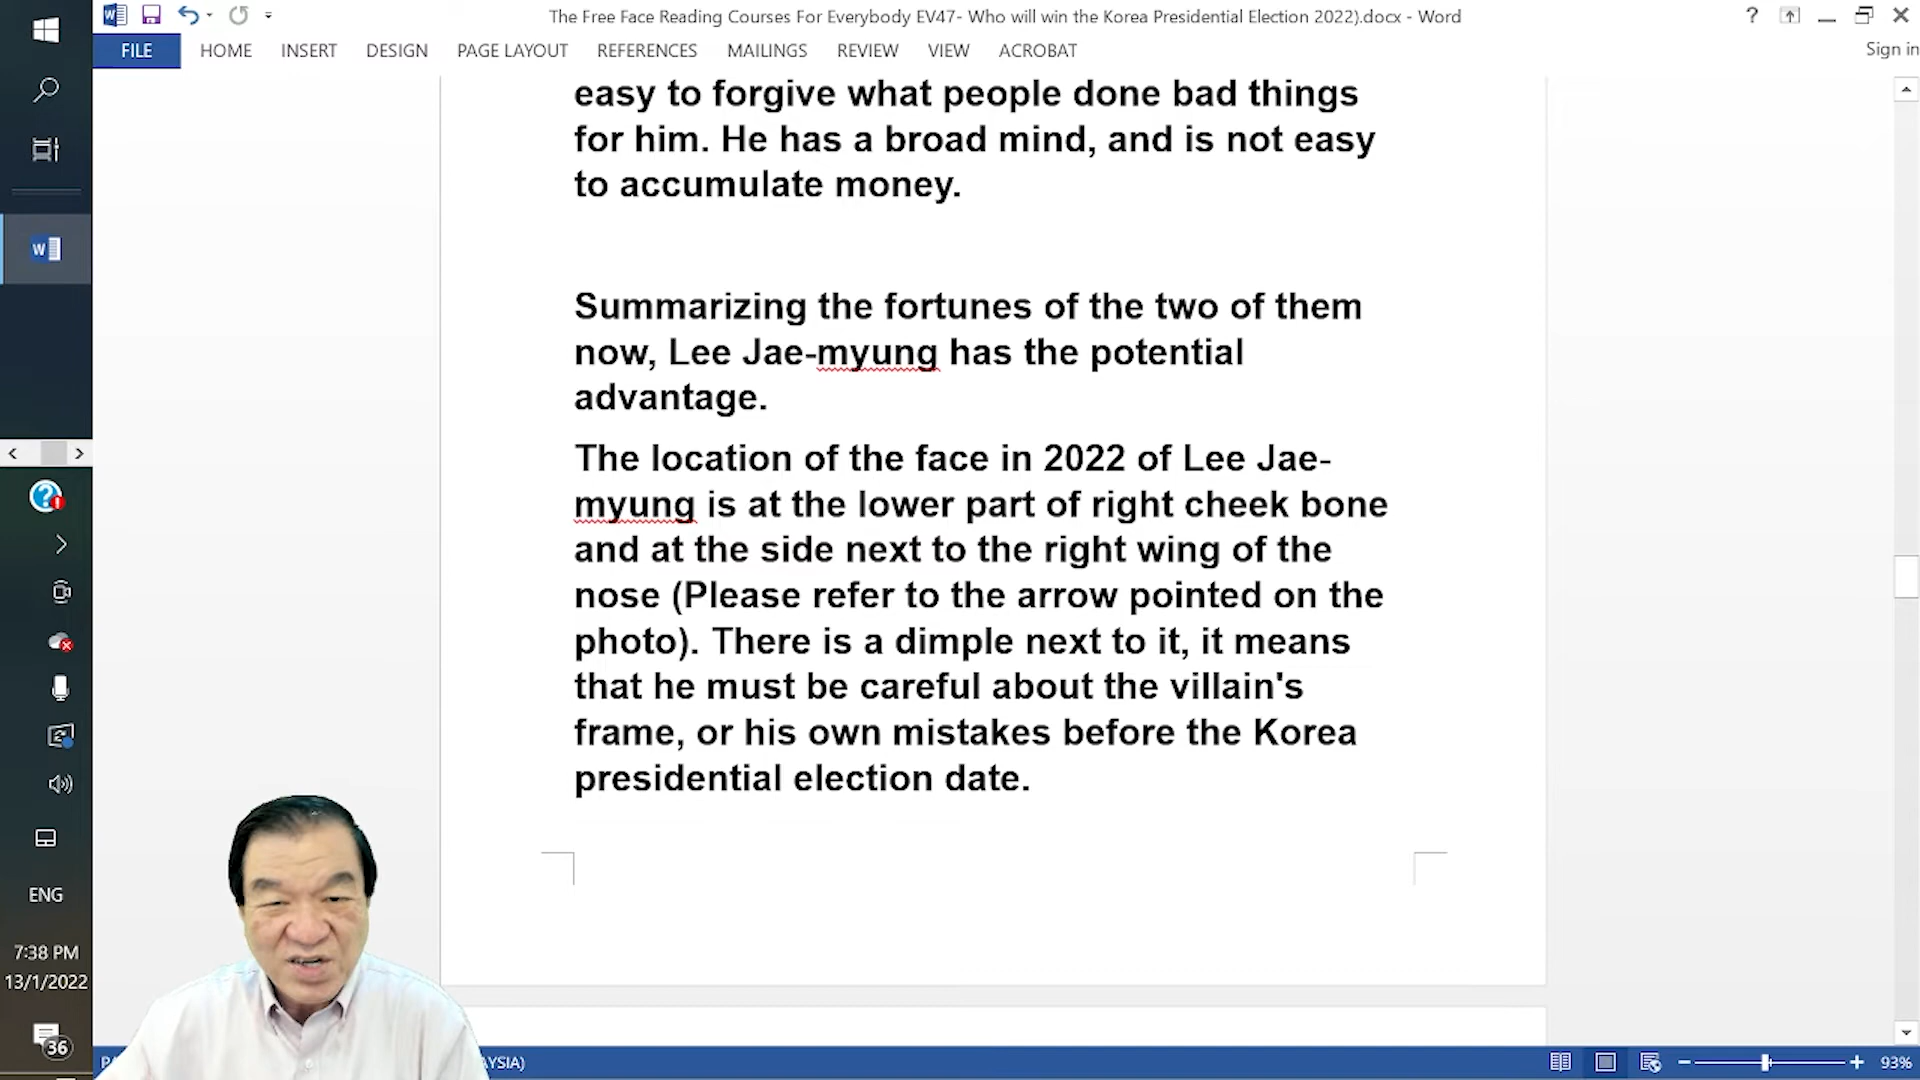 The Free Face Reading Courses For Everybody EV47- Who will win the Korea Presidential Election 2022).docx - Word
FILE HOME INSERT DESIGN PAGE LAYOUT REFERENCES MAILINGS REVIEW VIEW ACROBAT Sign in
easy to forgive what people done bad things
for him. He has a broad mind, and is not easy
to accumulate money.
Summarizing the fortunes of the two of them
now, Lee Jae-myung has the potential
advantage.
The location of the face in 2022 of Lee Jae-
myung is at the lower part of right cheek bone
and at the side next to the right wing of the
nose (Please refer to the arrow pointed on the
photo). There is a dimple next to it, it means
that he must be careful about the villain's
frame, or his own mistakes before the Korea
presidential election date.
ENG
7:38 PM
13/1/2022
36
AYSIA)
93%